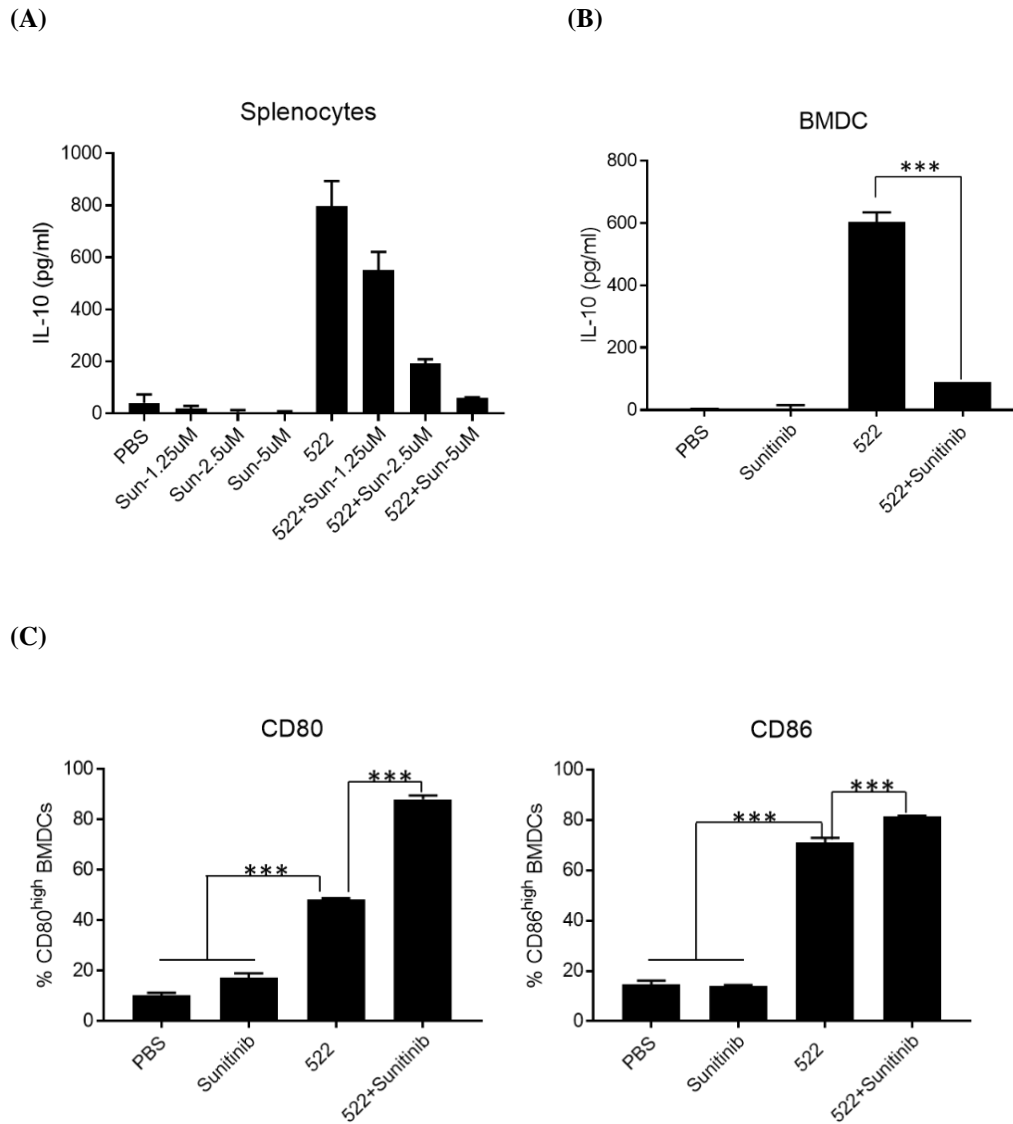 (A)
Splenocytes
IL-10 (pg/ml)
1000
800
600
400
200
0
PBS
Sun-1.25uM
Sun-2.5uM
Sun-5uM
522
522+Sun-1.25uM
522+Sun-2.5uM
522+Sun-5uM
(B)
BMDC
IL-10 (pg/ml)
800
600
400
200
0
***
PBS
Sunitinib
522
522+Sunitinib
(C)
CD80
% CD80high BMDCs
100
80
60
40
20
0
***
***
PBS
Sunitinib
522
522+Sunitinib
CD86
% CD86high BMDCs
100
80
60
40
20
0
***
***
PBS
Sunitinib
522
522+Sunitinib